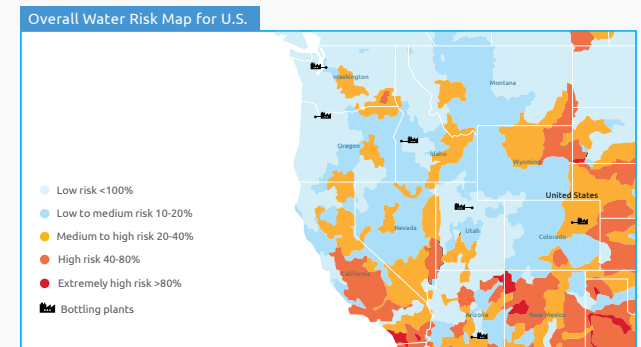 Overall Water Risk Map for U.S.
Washington
Montana
Oregon
Idaho
Wyoming
United States
Low risk <100%
Low to medium risk 10-20%
Medium to high risk 20-40%
High risk 40-80%
Extremely high risk >80%
Bottling plants
Nevada
Utah
Colorado
California
Arizona
New Mexico